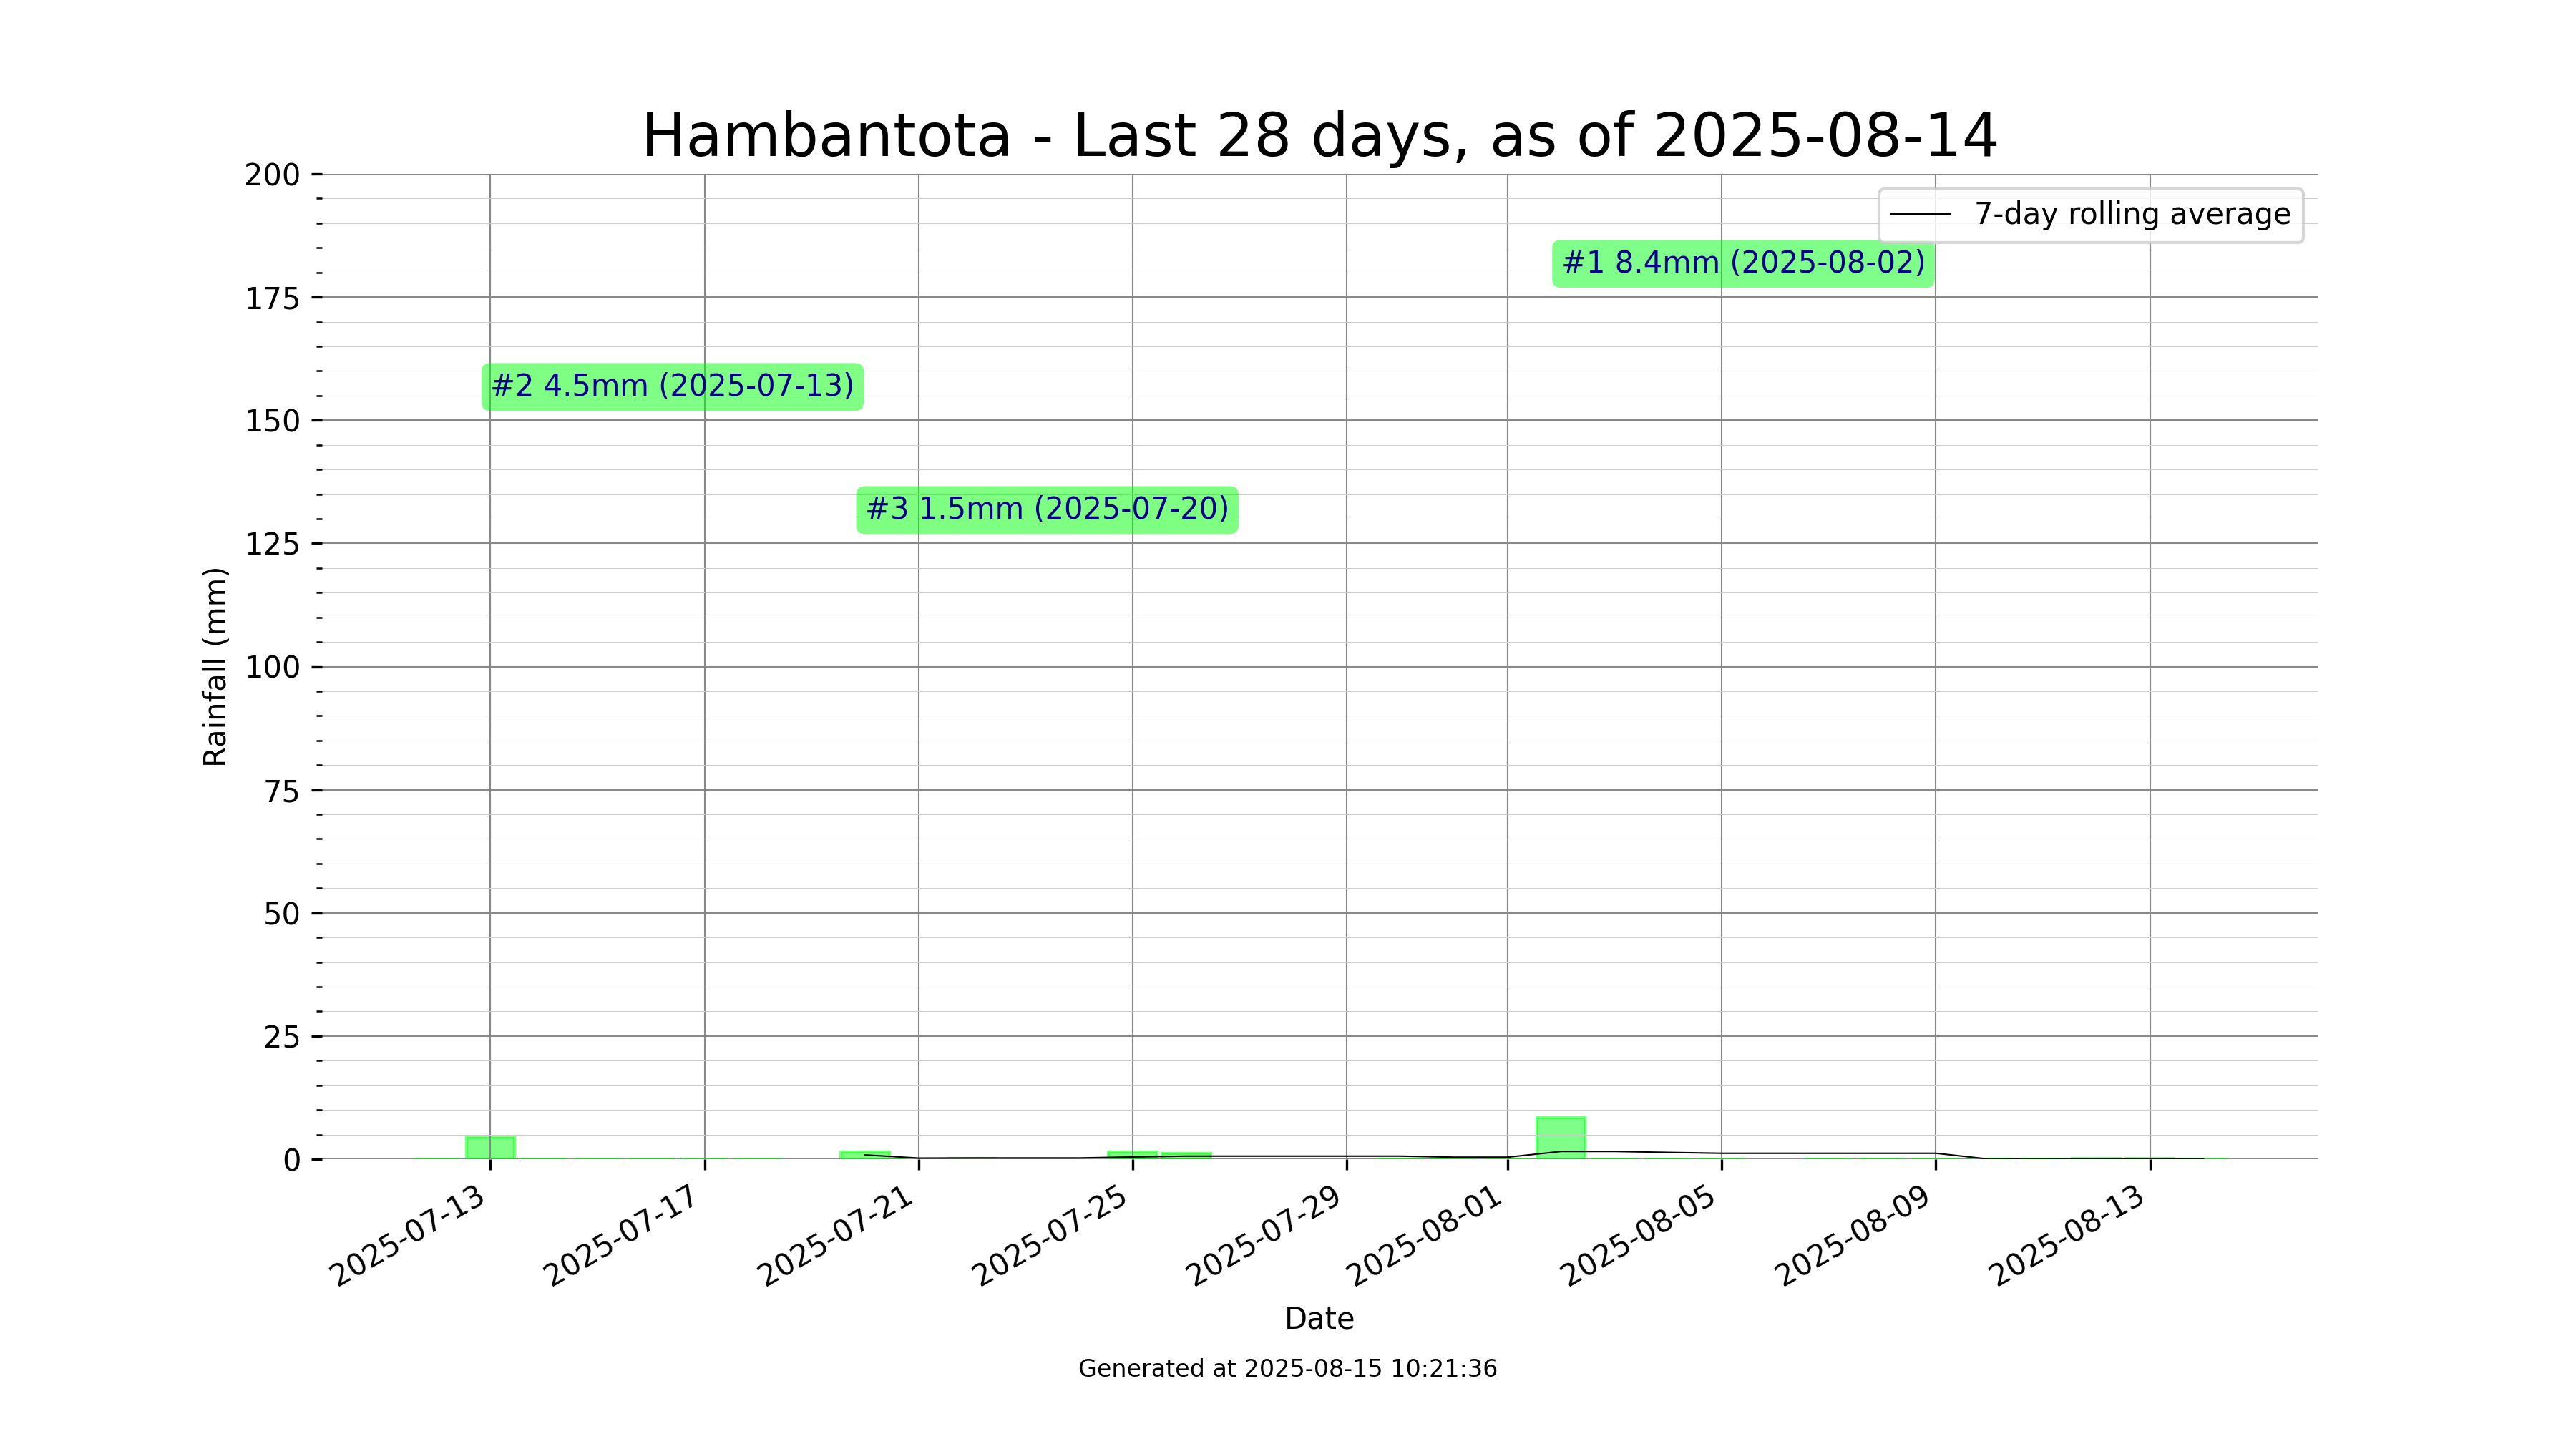 Hambantota - Last 28 days, as of 2025-08-14
7-day rolling average
#1 8.4mm (2025-08-02)
#2 4.5mm (2025-07-13)
#3 1.5mm (2025-07-20)
Rainfall (mm)
200
175
150
125
100
75
50
25
0
2025-07-13
2025-07-17
2025-07-21
2025-07-25
2025-07-29
2025-08-01
2025-08-05
2025-08-09
2025-08-13
Date
Generated at 2025-08-15 10:21:36